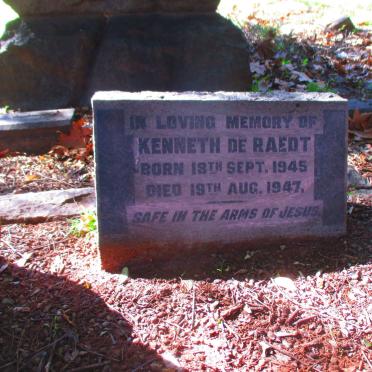 IN LOVING MEMORY OF
KENNETH DE RAEDT
BORN 18TH SEPT. 1945
DIED 19TH AUG. 1947.
SAFE IN THE ARMS OF JESUS.